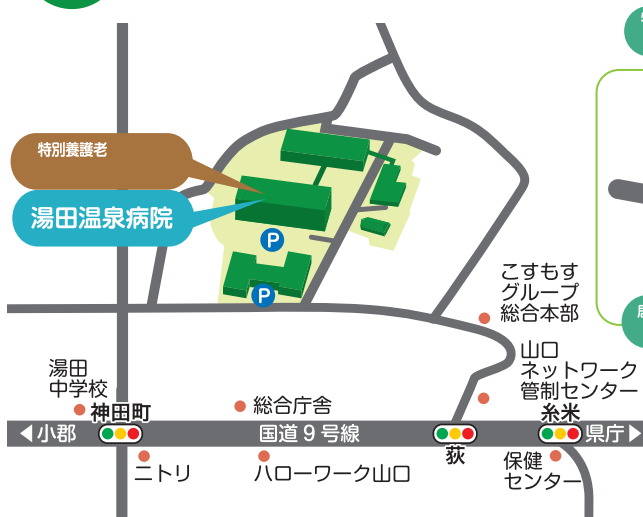 特別養護老
湯田温泉病院
P
P
こすもす
グループ
総合本部
山口
ネットワーク
管制センター
湯田
中学校
神田町
総合庁舎
糸米
小郡
国道9号線
荻
県庁
ニトリ
ハローワーク山口
保健
センター